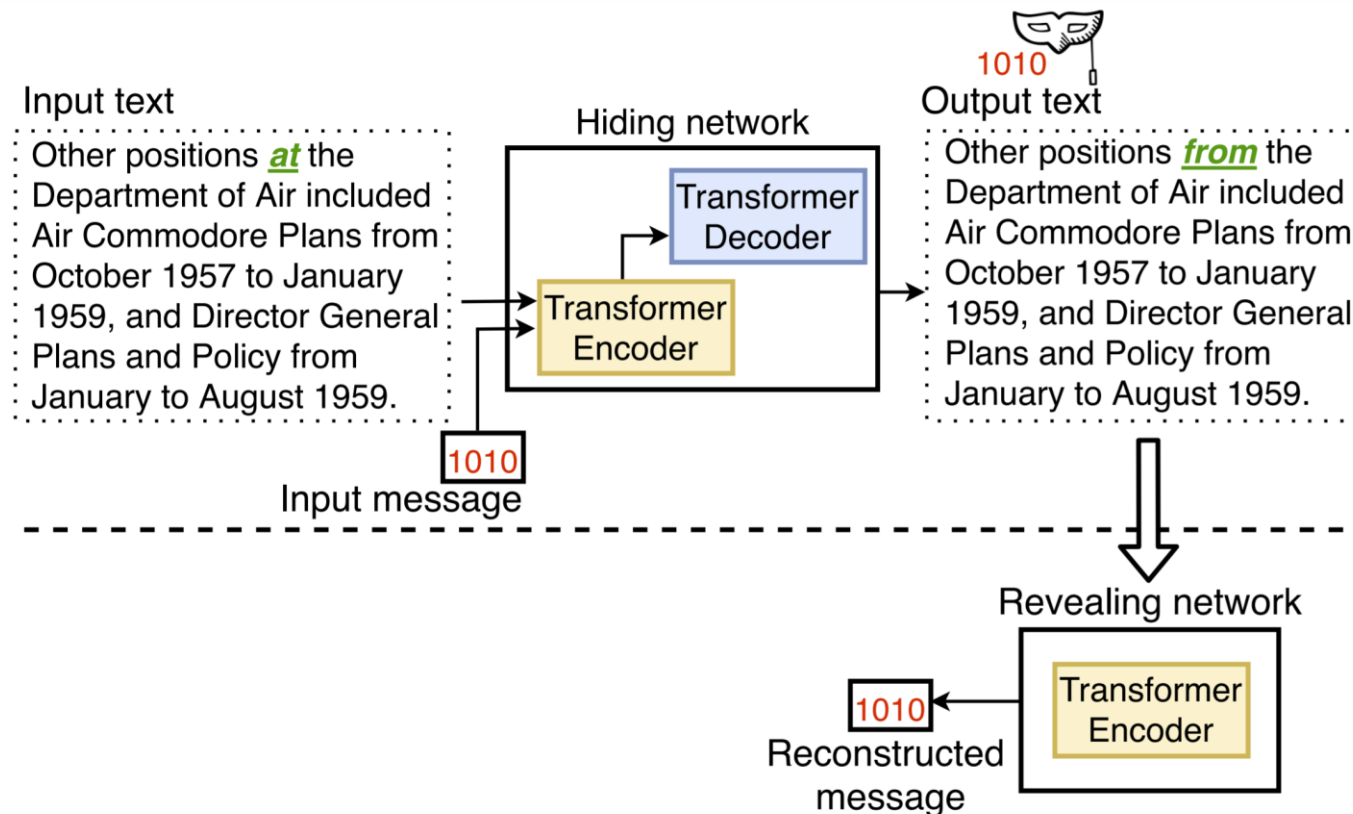 Input text
Other positions at the
Department of Air included
Air Commodore Plans from
October 1957 to January
1959, and Director General
Plans and Policy from
January to August 1959.
1010
Input message
Hiding network
Transformer
Decoder
Transformer
Encoder
1010
Output text
Other positions from the
Department of Air included
Air Commodore Plans from
October 1957 to January
1959, and Director General
Plans and Policy from
January to August 1959.
Revealing network
Transformer
Encoder
1010
Reconstructed
message